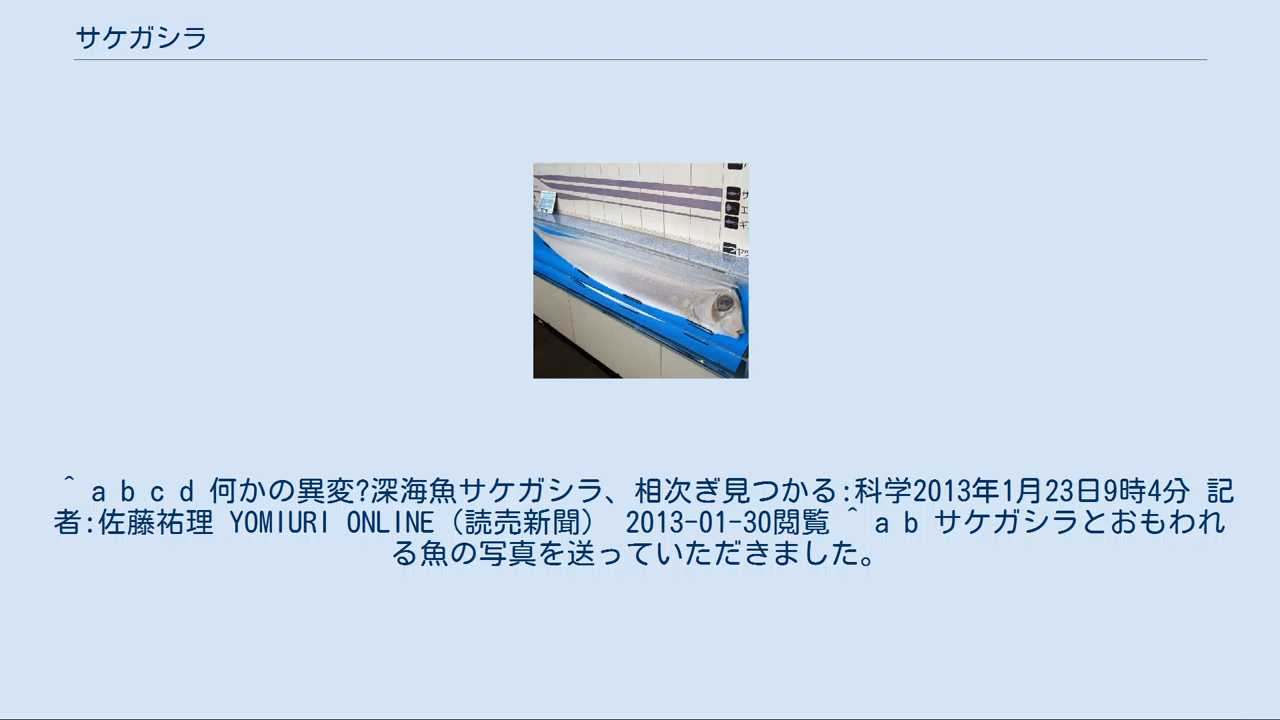 サケガシラ
^ a b c d 何かの異変?深海魚サケガシラ、相次ぎ見つかる:科学2013年1月23日9時4分 記
者:佐藤祐理 YOMIURI ONLINE（読売新聞） 2013-01-30閲覧 ^ a b サケガシラとおもわれ
る魚の写真を送っていただきました。